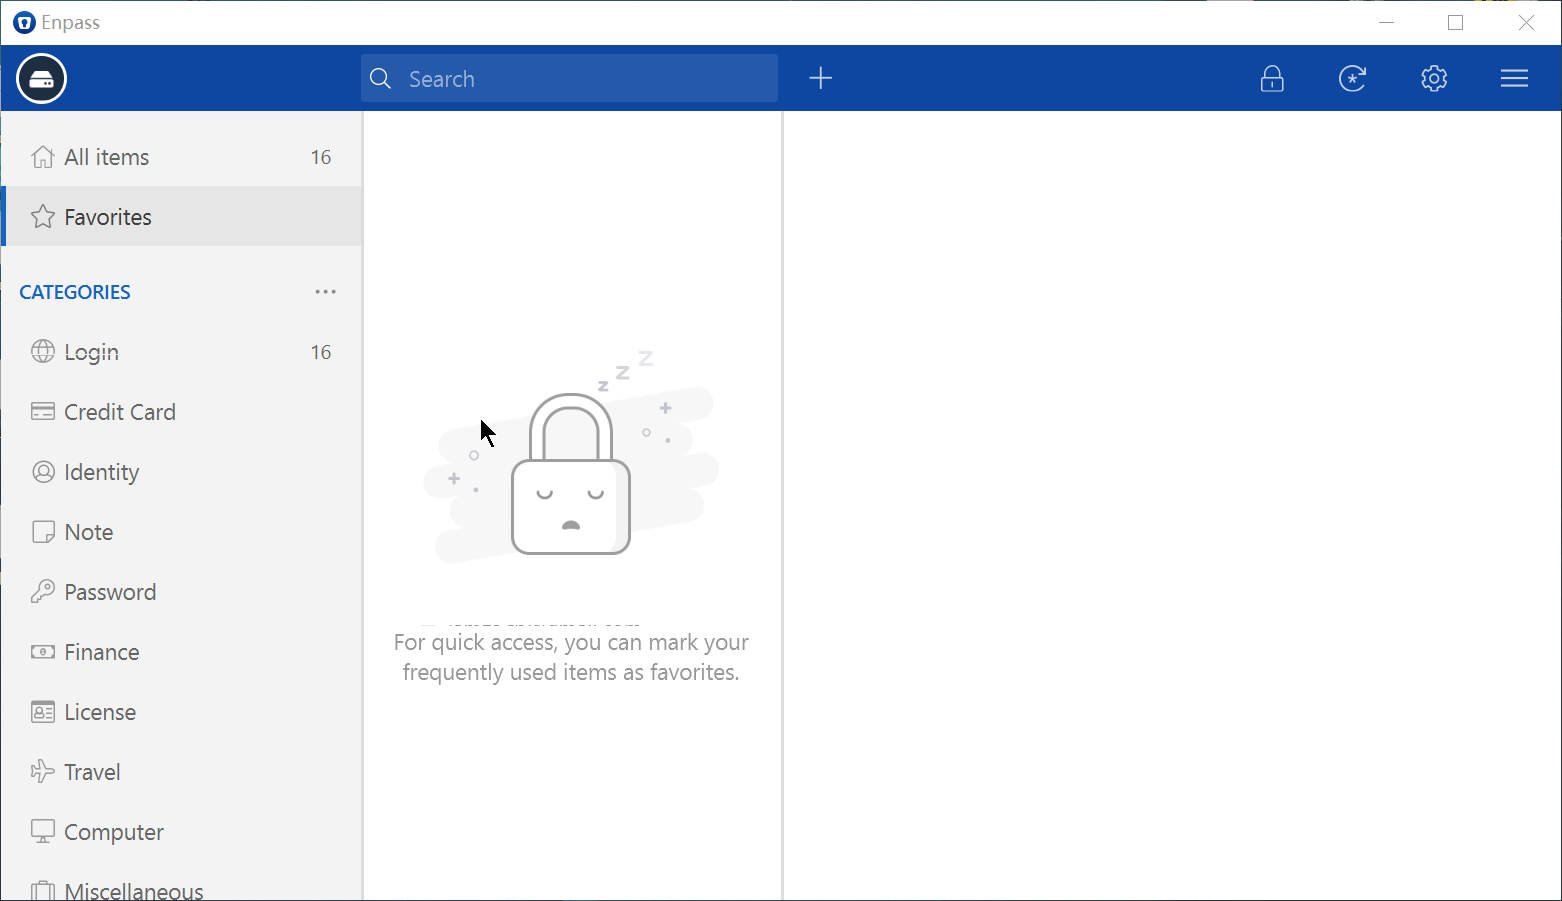 Enpass
Search
All items 16
Favorites
CATEGORIES
Login 16
Credit Card
Identity
Note
Password
Finance
License
Travel
Computer
Miscellaneous
z z z
For quick access, you can mark your
frequently used items as favorites.